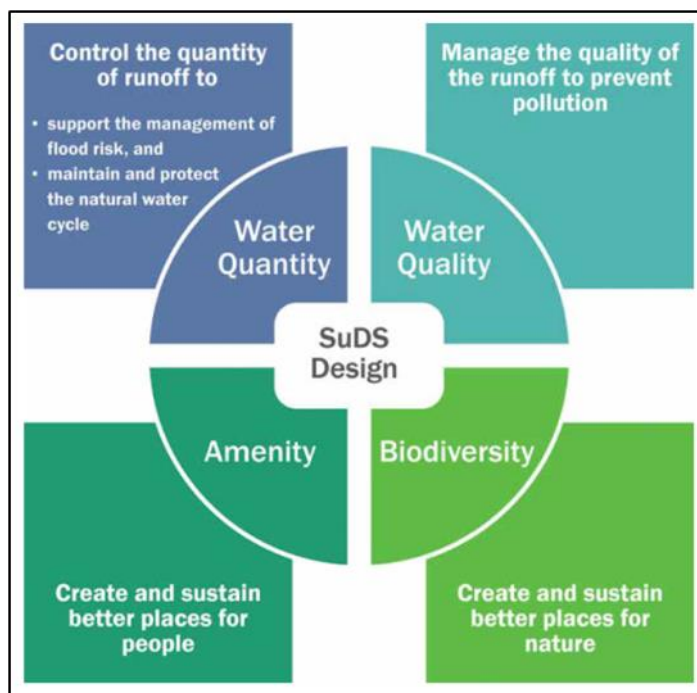 Control the quantity
of runoff to
• support the management of
flood risk, and
• maintain and protect
the natural water
cycle
Manage the quality of
the runoff to prevent
pollution
Water
Quantity
Water
Quality
SuDS
Design
Amenity
Biodiversity
Create and sustain
better places for
people
Create and sustain
better places for
nature